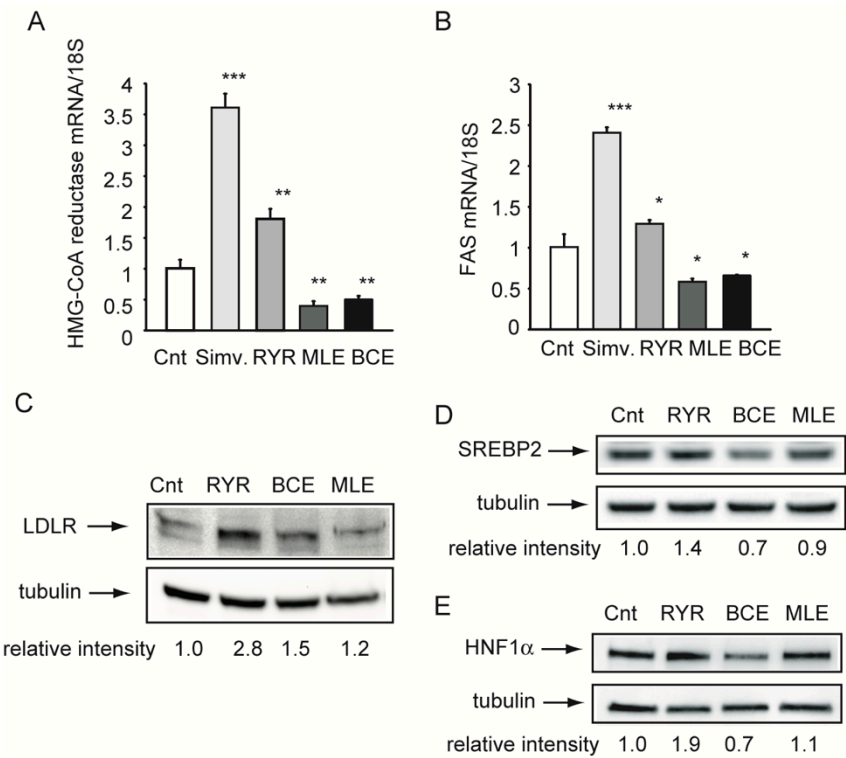 A
HMG-CoA reductase mRNA/18S
4
3.5
3
2.5
2
1.5
1
0.5
0
***
**
**
**
Cnt Simv. RYR MLE BCE
B
FAS mRNA/18S
3
2.5
2
1.5
1
0.5
0
***
*
*
*
Cnt Simv. RYR MLE BCE
C
Cnt RYR BCE MLE
LDLR
tubulin
relative intensity 1.0 2.8 1.5 1.2
D
Cnt RYR BCE MLE
SREBP2
tubulin
relative intensity 1.0 1.4 0.7 0.9
E
Cnt RYR BCE MLE
HNF1α
tubulin
relative intensity 1.0 1.9 0.7 1.1